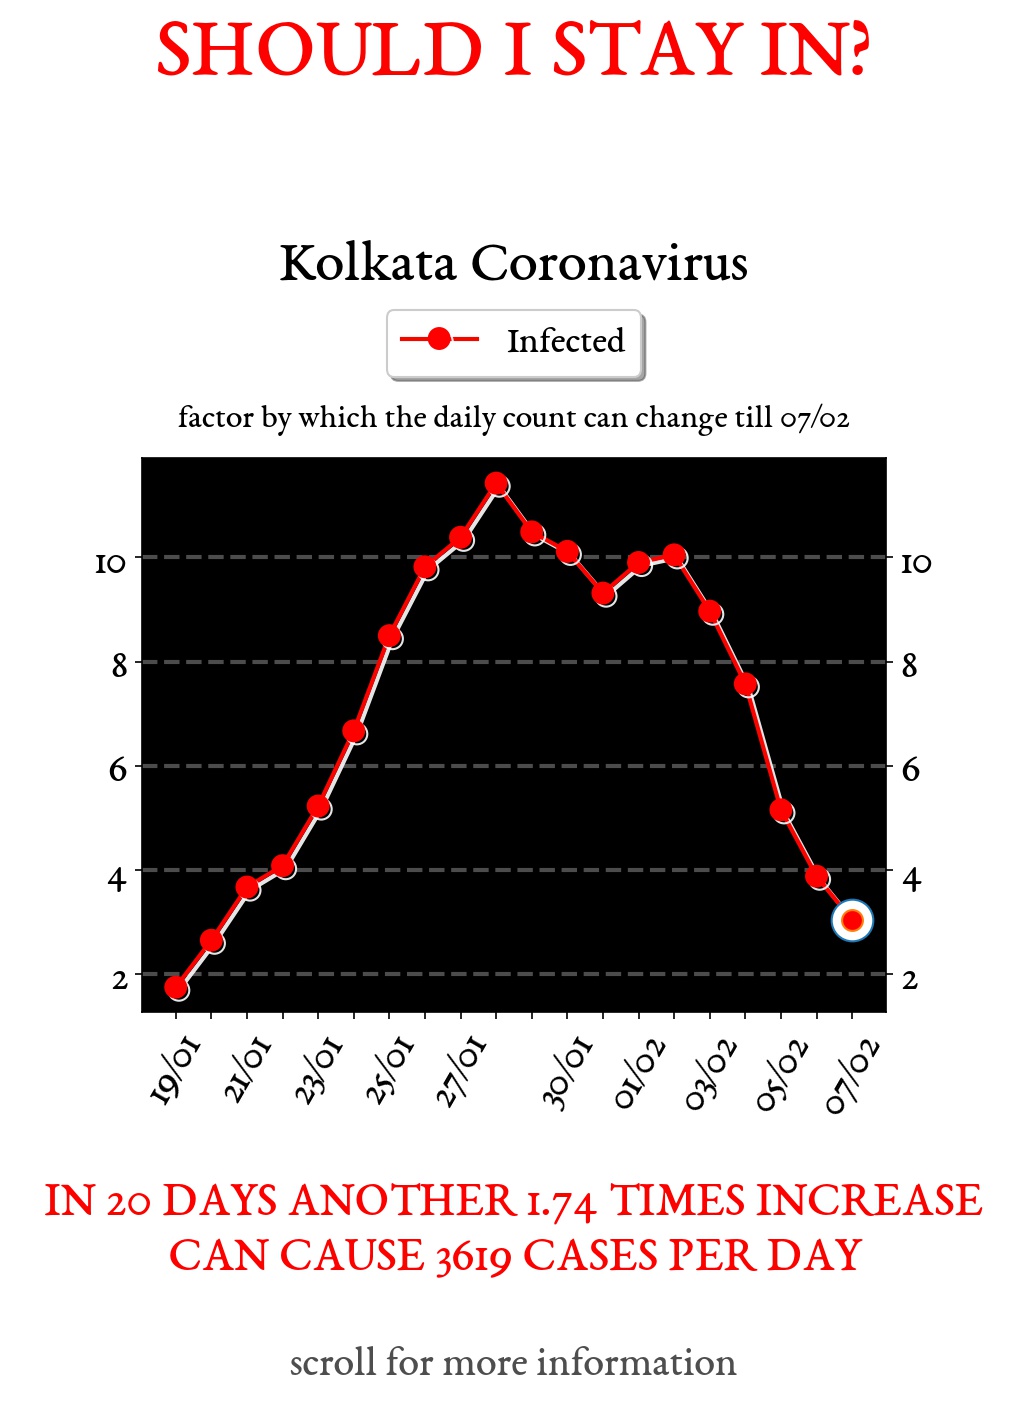 SHOULD I STAY IN?
Kolkata Coronavirus
Infected
factor by which the daily count can change till 07/02
10 10
8 8
6 6
4 4
2 2
19/01 21/01 23/01 25/01 27/01 30/01 01/02 03/02 05/02 07/02
IN 20 DAYS ANOTHER 1.74 TIMES INCREASE
CAN CAUSE 3619 CASES PER DAY
scroll for more information